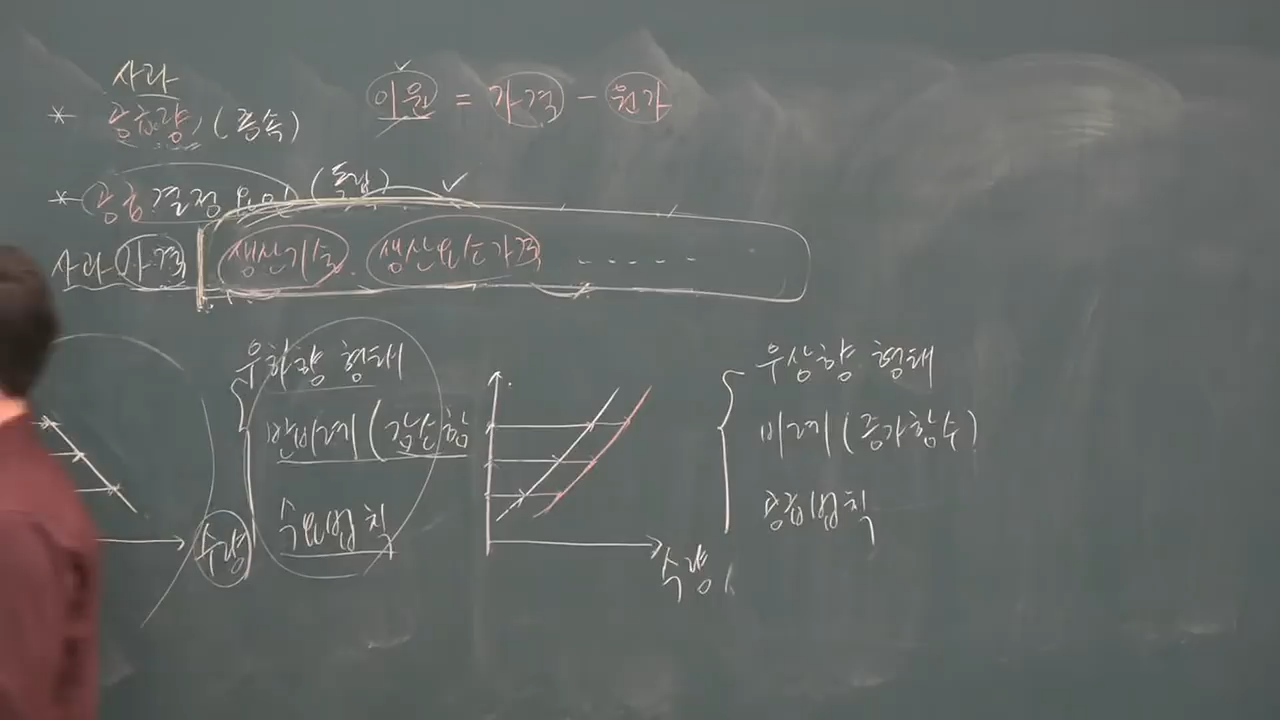 사과
* 공급량 (종속)
이윤 = 가격 - 원가
* 공급결정요인 (독립)
사과가격 생산기술. 생산요소가격 ......
우하향 형태
반비례 (감소함
수요법칙
수량
수량
우상향 형태
비례 (증가함수)
공급법칙